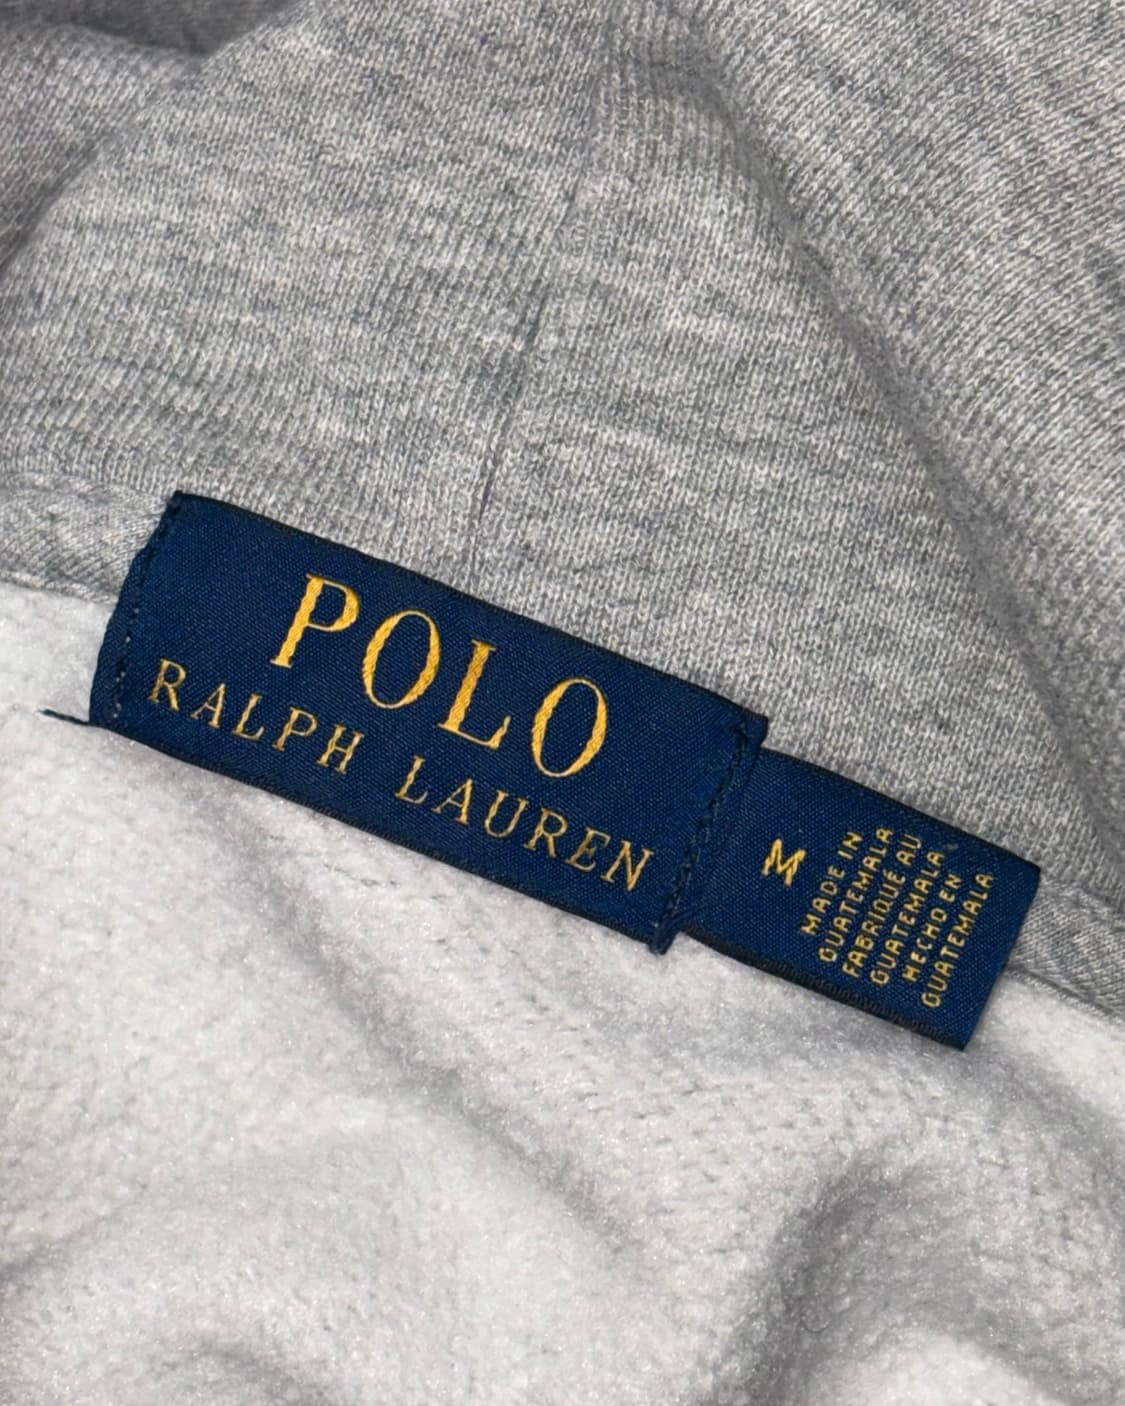 POLO
RALPH LAUREN
M
MADE IN
GUATEMALA
FABRIQUÉ AU
GUATEMALA
HECHO EN
GUATEMALA